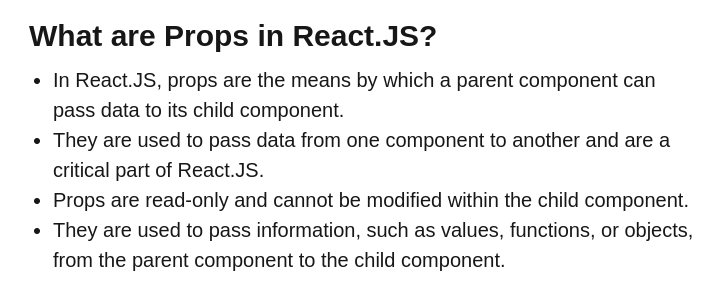 What are Props in React.JS?
• In React.JS, props are the means by which a parent component can
pass data to its child component.
• They are used to pass data from one component to another and are a
critical part of React.JS.
• Props are read-only and cannot be modified within the child component.
• They are used to pass information, such as values, functions, or objects,
from the parent component to the child component.